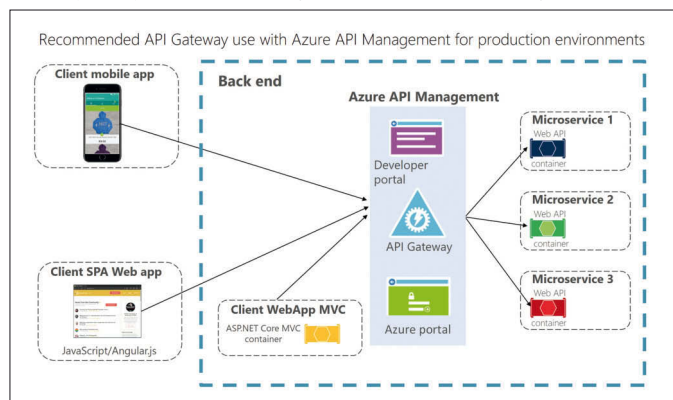 Recommended API Gateway use with Azure API Management for production environments
Client mobile app
Back end
Azure API Management
Developer
portal
API Gateway
Azure portal
Microservice 1
Web API
container
Microservice 2
Web API
container
Microservice 3
Web API
container
Client SPA Web app
JavaScript/Angular.js
Client WebApp MVC
ASP.NET Core MVC
container